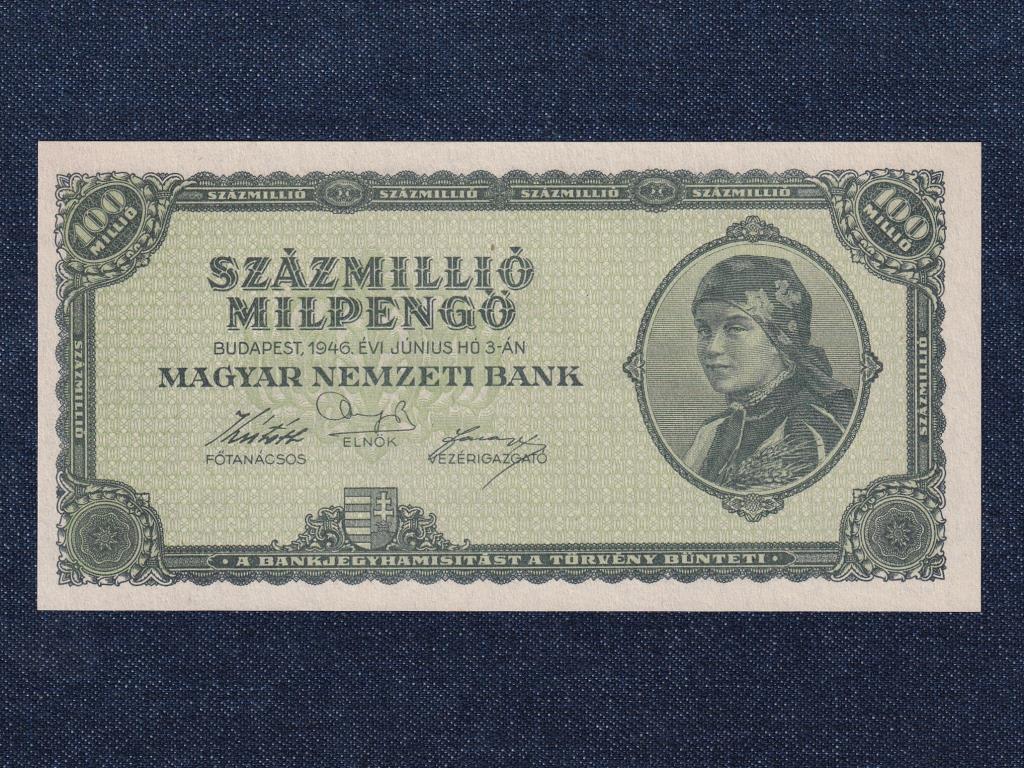 SZÁZMILLIÓ SZÁZMILLIÓ SZÁZMILLIÓ SZÁZMILLIÓ
100 MILLIÓ
100 MILLIÓ
SZÁZMILLIÓ
MILPENGŐ
BUDAPEST, 1946. ÉVI JÚNIUS HÓ 3-ÁN
MAGYAR NEMZETI BANK
SZÁZMILLIÓ
SZÁZMILLIÓ
ELNÖK
FŐTANÁCSOS
VEZÉRIGAZGATÓ
· A BANKJEGYHAMISÍTÁST A TÖRVÉNY BÜNTETI ·